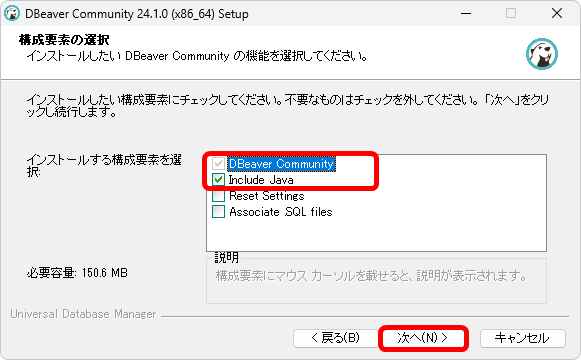 DBeaver Community 24.1.0 (x86_64) Setup
構成要素の選択
インストールしたい DBeaver Community の機能を選択してください。
インストールしたい構成要素にチェックしてください。不要なものはチェックを外してください。 「次へ」をクリ
ックし続行します。
インストールする構成要素を選
択:
DBeaver Community
Include Java
Reset Settings
Associate .SQL files
説明
構成要素にマウス カーソルを載せると、説明が表示されます。
必要容量: 150.6 MB
Universal Database Manager
< 戻る(B)
次へ(N) >
キャンセル